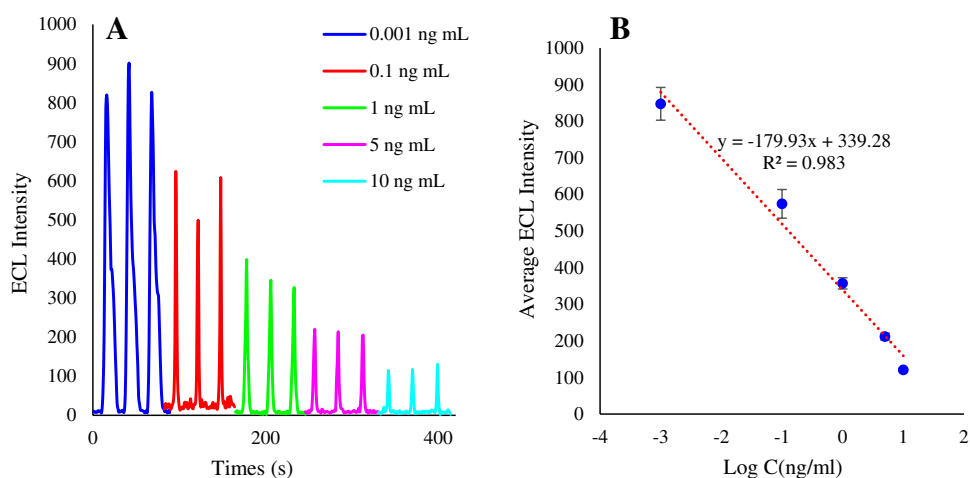 A
1000
900
800
700
600
500
400
300
200
100
0
0
200
400
ECL Intensity
Times (s)
0.001 ng mL
0.1 ng mL
1 ng mL
5 ng mL
10 ng mL
B
1000
900
800
700
600
500
400
300
200
100
0
-4
-3
-2
-1
0
1
2
Average ECL Intensity
Log C(ng/ml)
y = -179.93x + 339.28
R² = 0.983